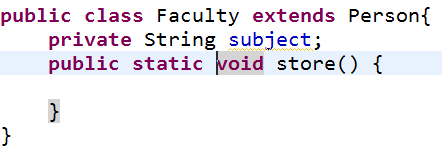 public class Faculty extends Person{
    private String subject;
    public static void store() {
    }
}